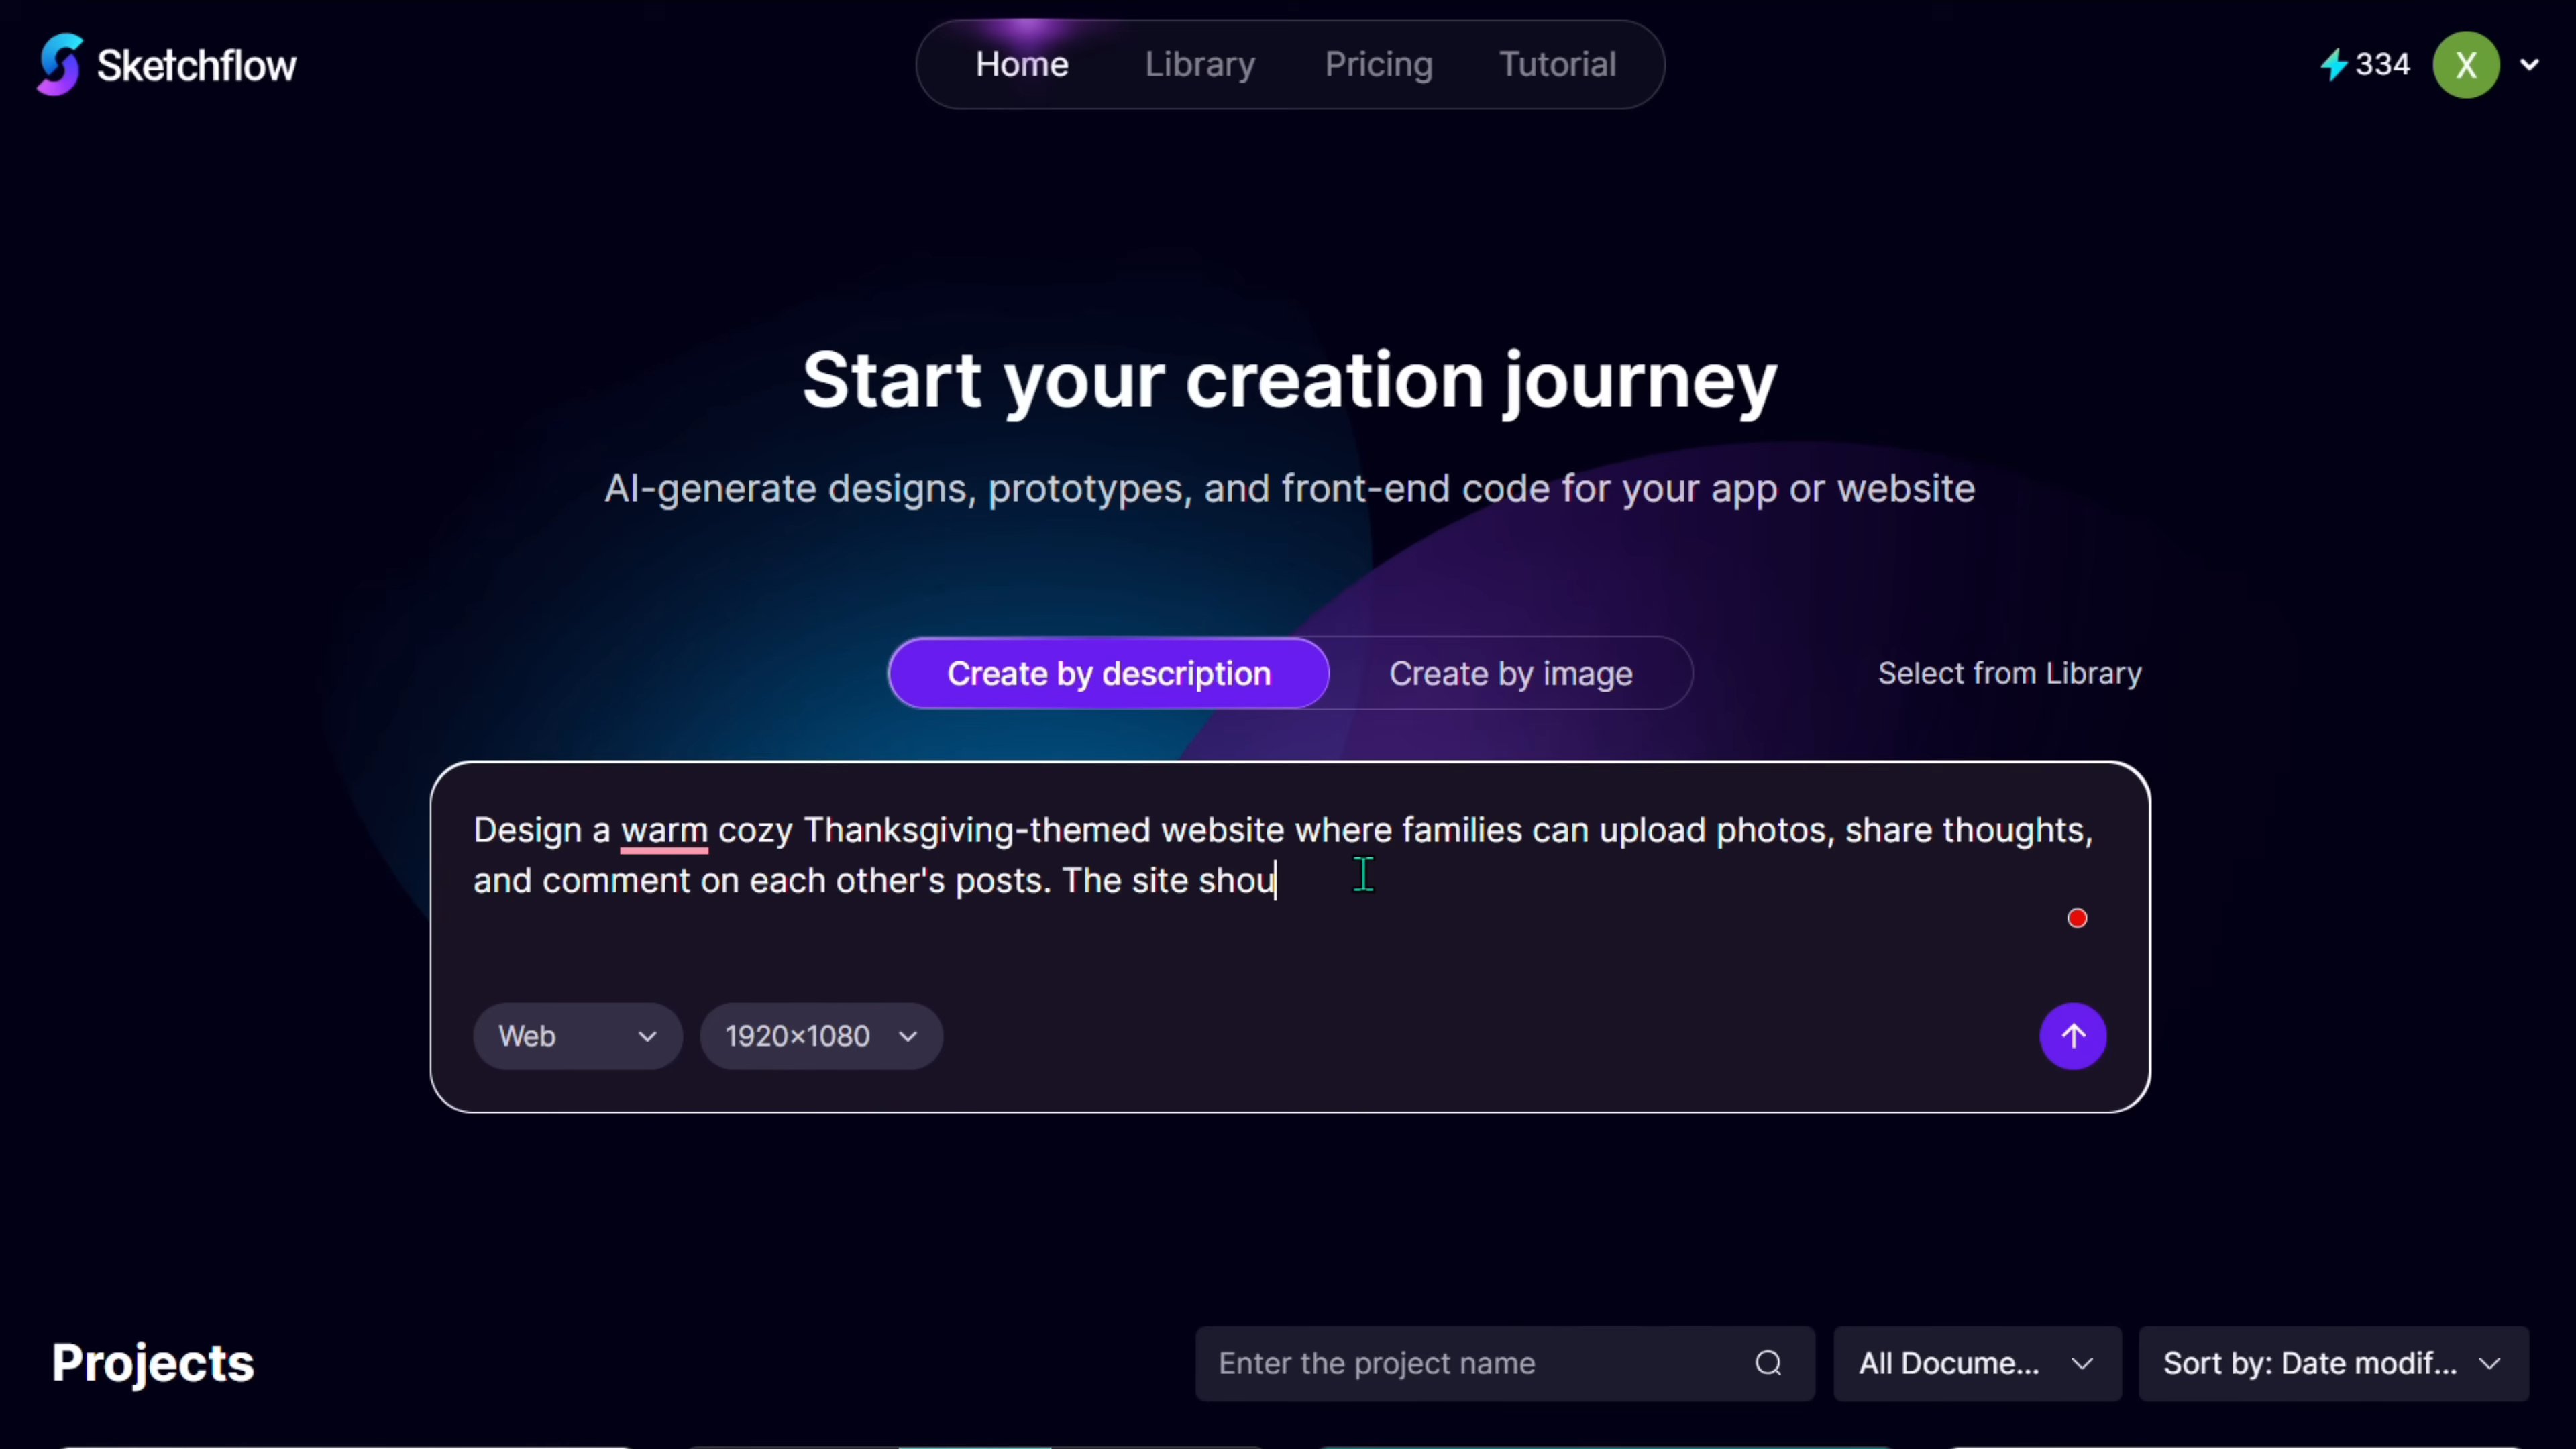 Sketchflow
Home Library Pricing Tutorial
334 X
Start your creation journey
AI-generate designs, prototypes, and front-end code for your app or website
Create by description Create by image Select from Library
Design a warm cozy Thanksgiving-themed website where families can upload photos, share thoughts,
and comment on each other's posts. The site shou
Web 1920×1080
Projects Enter the project name All Docume... Sort by: Date modif...